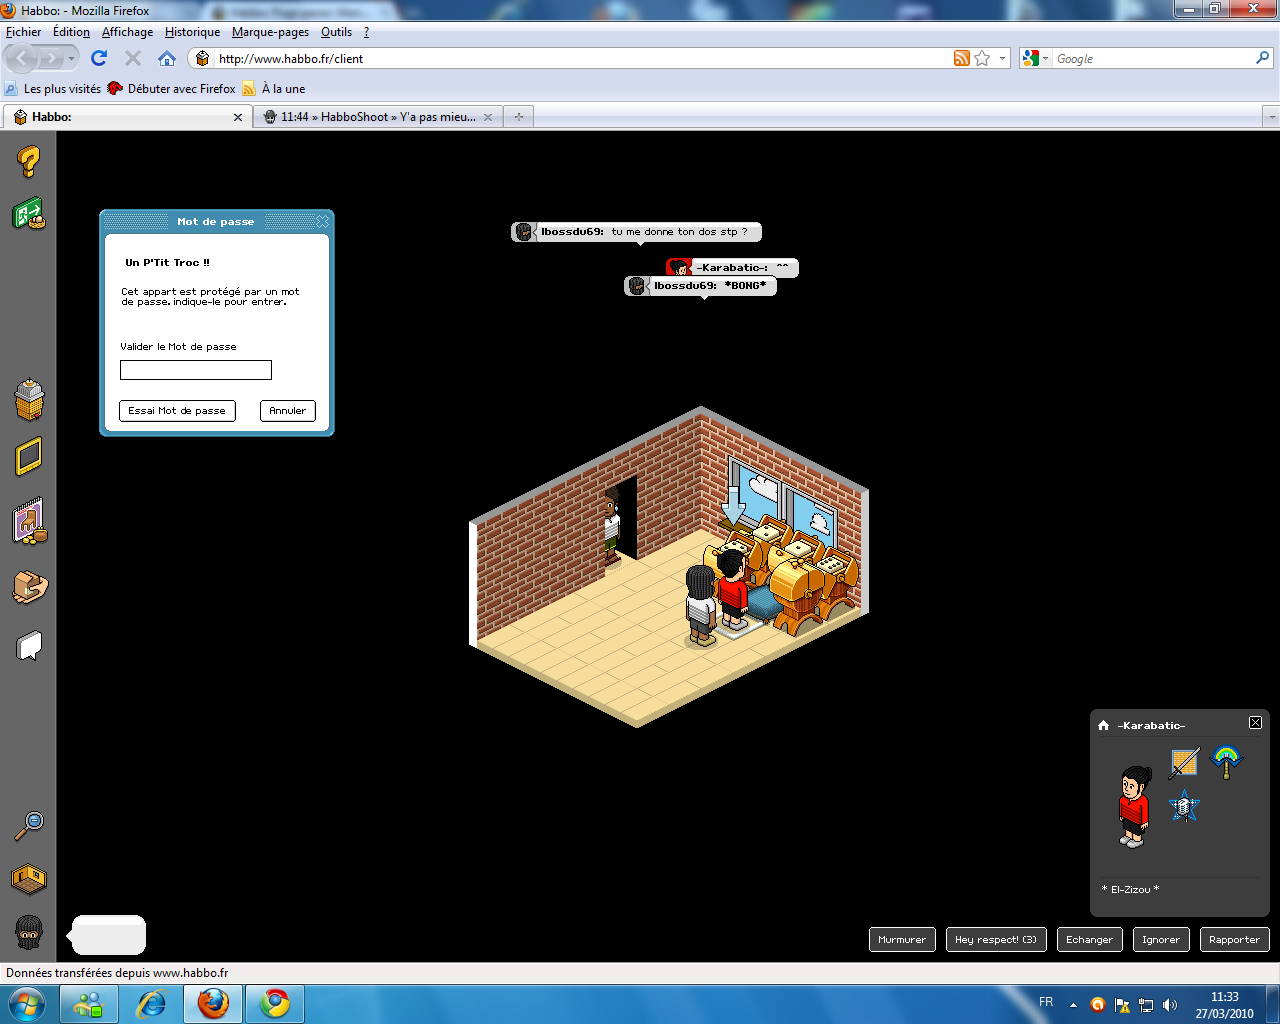 Habbo: - Mozilla Firefox
Fichier Édition Affichage Historique Marque-pages Outils ?
http://www.habbo.fr/client
Google
Les plus visités Débuter avec Firefox À la une
Habbo:
11:44 » HabboShoot » Y'a pas mieu...
Mot de passe
Un P'Tit Troc !!
Cet appart est protégé par un mot
de passe. indique-le pour entrer.
Valider le Mot de passe
Essai Mot de passe
Annuler
lbossdu69: tu me donne ton dos stp ?
-Karabatic-: ^^
lbossdu69: *BONG*
-Karabatic-
* El-Zizou *
Murmurer
Hey respect! (3)
Echanger
Ignorer
Rapporter
Données transférées depuis www.habbo.fr
FR
11:33
27/03/2010